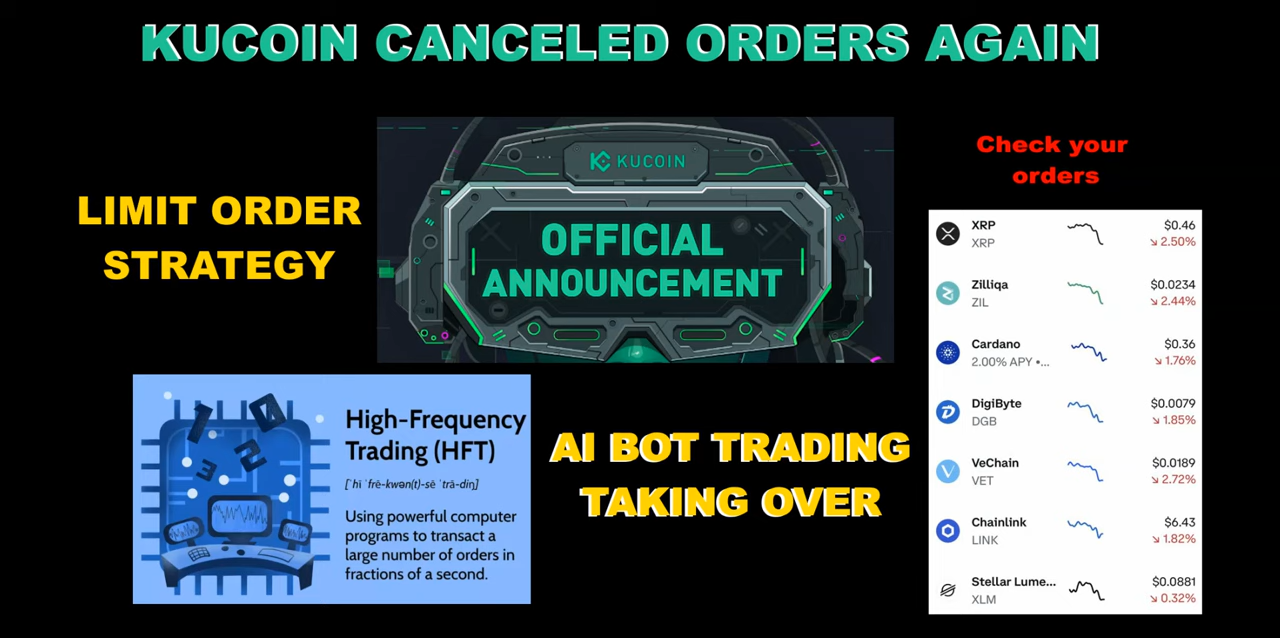 KUCOIN CANCELED ORDERS AGAIN
LIMIT ORDER
STRATEGY
KUCOIN
OFFICIAL
ANNOUNCEMENT
Check your
orders
XRP $0.46
XRP ↘ 2.50%
Zilliqa $0.0234
ZIL ↘ 2.44%
Cardano $0.36
2.00% APY •... ↘ 1.76%
DigiByte $0.0079
DGB ↘ 1.85%
VeChain $0.0189
VET ↘ 2.72%
Chainlink $6.43
LINK ↘ 1.82%
Stellar Lume... $0.0881
XLM ↘ 0.32%
1 0
3 2
High-Frequency
Trading (HFT)
[ˈhī ˈfrē-kwən(t)-sē ˈtrā-diŋ]
Using powerful computer
programs to transact a
large number of orders in
fractions of a second.
AI BOT TRADING
TAKING OVER